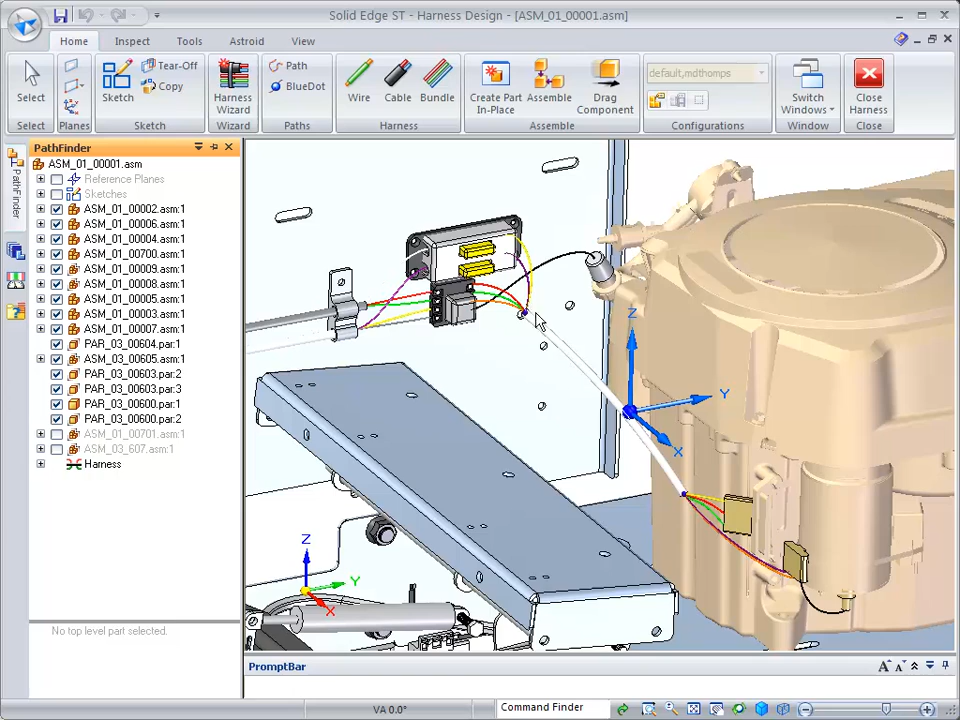 Solid Edge ST - Harness Design - [ASM_01_00001.asm]
Home Inspect Tools Astroid View
Select
Sketch
Tear-Off
Copy
Harness Wizard
Path
BlueDot
Wire
Cable
Bundle
Create Part In-Place
Assemble
Drag Component
default,mdthomps
Switch Windows
Close Harness
Select Planes Sketch Wizard Paths Harness Assemble Configurations Window Close
PathFinder
PathFinder
ASM_01_00001.asm
Reference Planes
Sketches
ASM_01_00002.asm:1
ASM_01_00006.asm:1
ASM_01_00004.asm:1
ASM_01_00700.asm:1
ASM_01_00009.asm:1
ASM_01_00008.asm:1
ASM_01_00005.asm:1
ASM_01_00003.asm:1
ASM_01_00007.asm:1
PAR_03_00604.par:1
ASM_03_00605.asm:1
PAR_03_00603.par:2
PAR_03_00603.par:3
PAR_03_00600.par:1
PAR_03_00600.par:2
ASM_01_00701.asm:1
ASM_03_607.asm:1
Harness
No top level part selected.
Z
Y
X
Z
Y
X
PromptBar
VA 0.0°
Command Finder